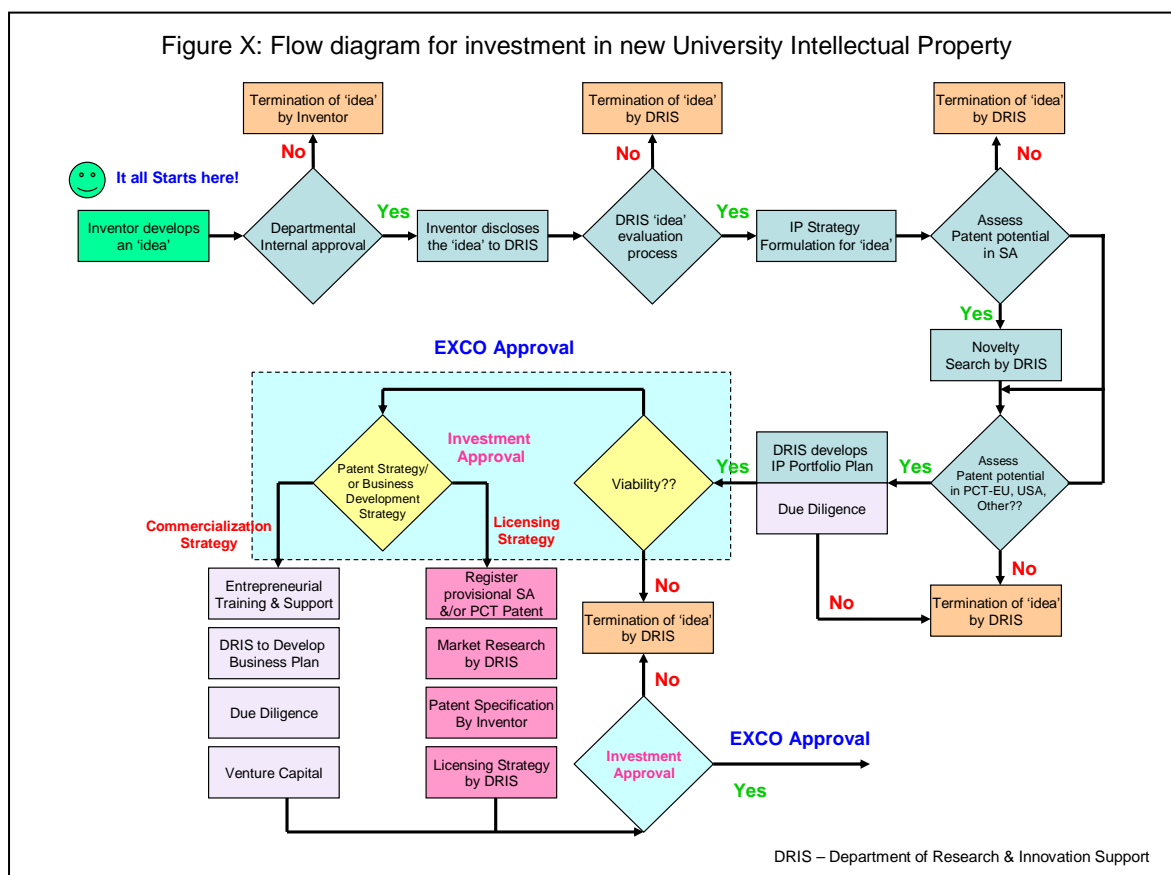 Figure X: Flow diagram for investment in new University Intellectual Property
Termination of ‘idea’
by Inventor
Termination of ‘idea’
by DRIS
Termination of ‘idea’
by DRIS
No
No
No
It all Starts here!
Inventor develops
an ‘idea’
Departmental
Internal approval
Yes
Inventor discloses
the ‘idea’ to DRIS
DRIS ‘idea’
evaluation
process
Yes
IP Strategy
Formulation for ‘idea’
Assess
Patent potential
in SA
Yes
Novelty
Search by DRIS
EXCO Approval
Investment
Approval
Patent Strategy/
or Business
Development
Strategy
Viability??
Yes
DRIS develops
IP Portfolio Plan
Due Diligence
Yes
Assess
Patent potential
in PCT-EU, USA,
Other??
Commercialization
Strategy
Licensing
Strategy
No
No
No
Termination of ‘idea’
by DRIS
Termination of ‘idea’
by DRIS
Entrepreneurial
Training & Support
DRIS to Develop
Business Plan
Due Diligence
Venture Capital
Register
provisional SA
&/or PCT Patent
Market Research
by DRIS
Patent Specification
By Inventor
Licensing Strategy
by DRIS
No
Investment
Approval
EXCO Approval
Yes
DRIS – Department of Research & Innovation Support